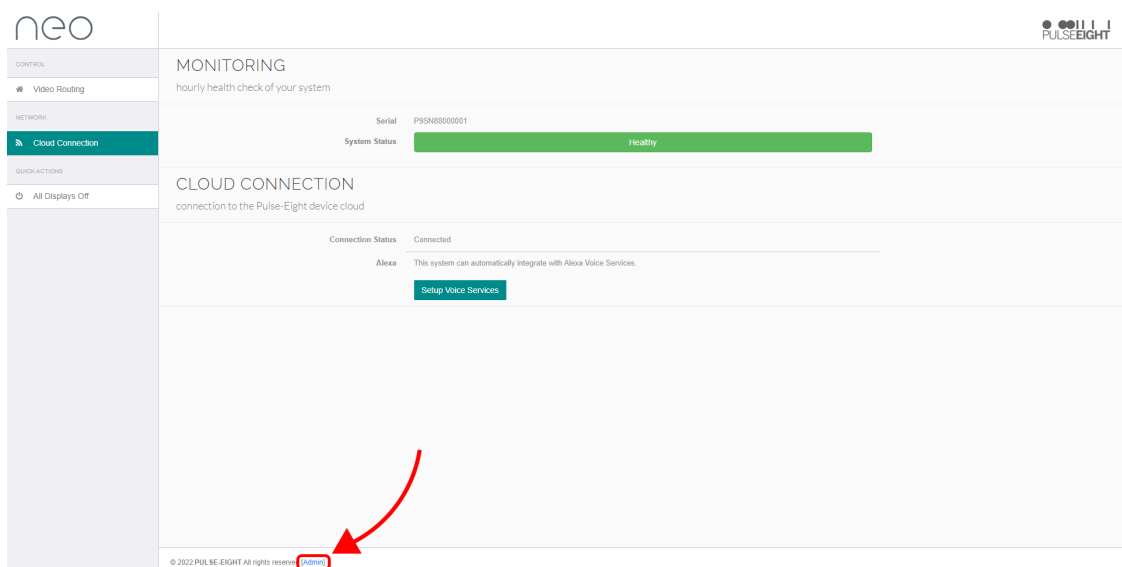 neo
PULSEEIGHT
CONTROL
Video Routing
NETWORK
Cloud Connection
QUICK ACTIONS
All Displays Off
MONITORING
hourly health check of your system
Serial P9SN88000001
System Status Healthy
CLOUD CONNECTION
connection to the Pulse-Eight device cloud
Connection Status Connected
Alexa This system can automatically integrate with Alexa Voice Services.
Setup Voice Services
© 2022 PULSE-EIGHT All rights reserve [Admin]